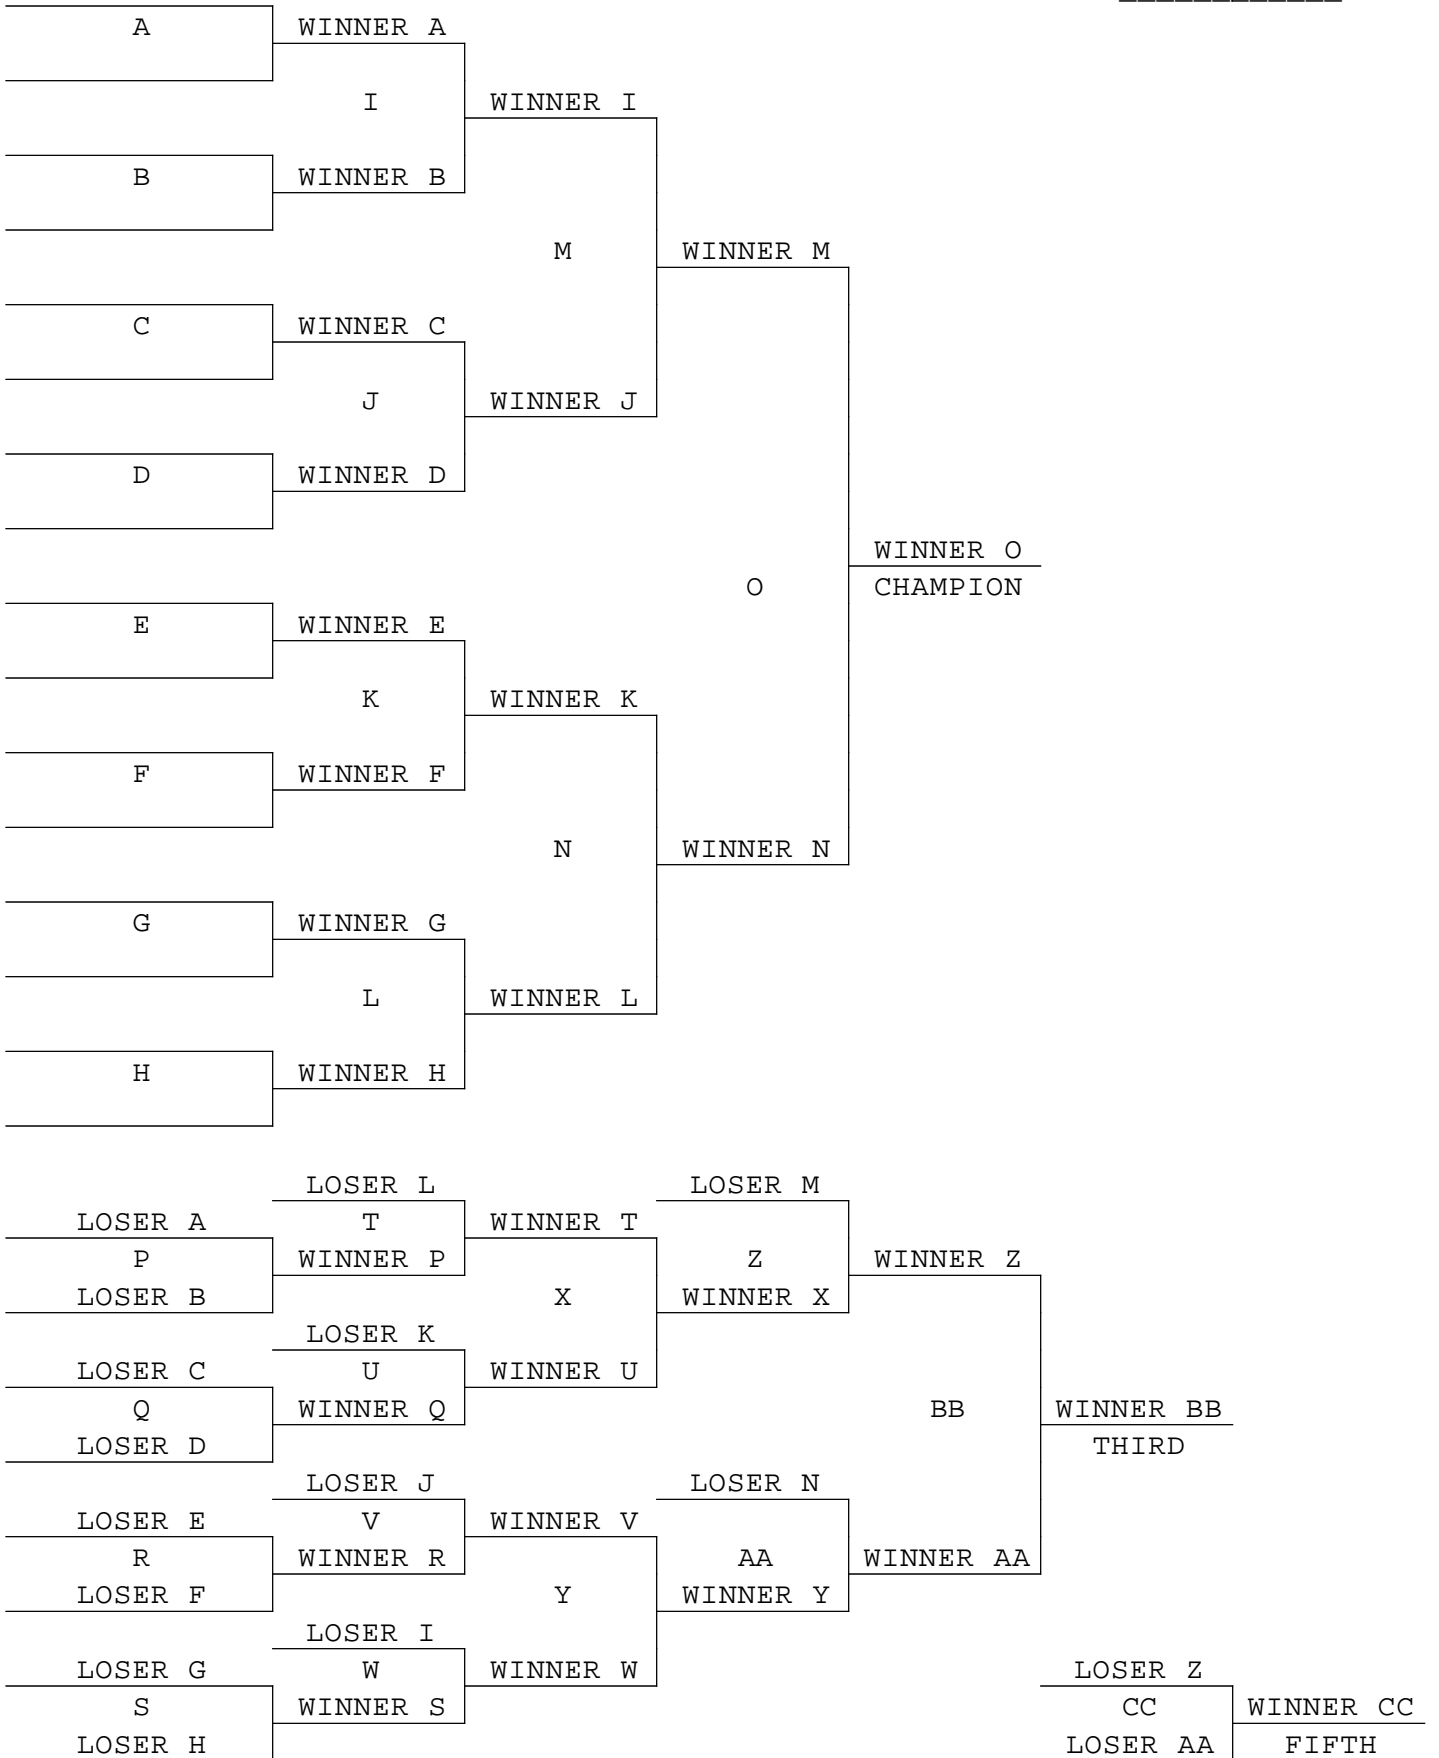 A WINNER A
I WINNER I
B WINNER B
M WINNER M
C WINNER C
J WINNER J
D WINNER D
WINNER O
O CHAMPION
E WINNER E
K WINNER K
F WINNER F
N WINNER N
G WINNER G
L WINNER L
H WINNER H
LOSER L LOSER M
LOSER A T WINNER T
P WINNER P Z WINNER Z
LOSER B X WINNER X
LOSER K
LOSER C U WINNER U
Q WINNER Q BB WINNER BB
LOSER D THIRD
LOSER J LOSER N
LOSER E V WINNER V
R WINNER R AA WINNER AA
LOSER F Y WINNER Y
LOSER I
LOSER G W WINNER W LOSER Z
S WINNER S CC WINNER CC
LOSER H LOSER AA FIFTH